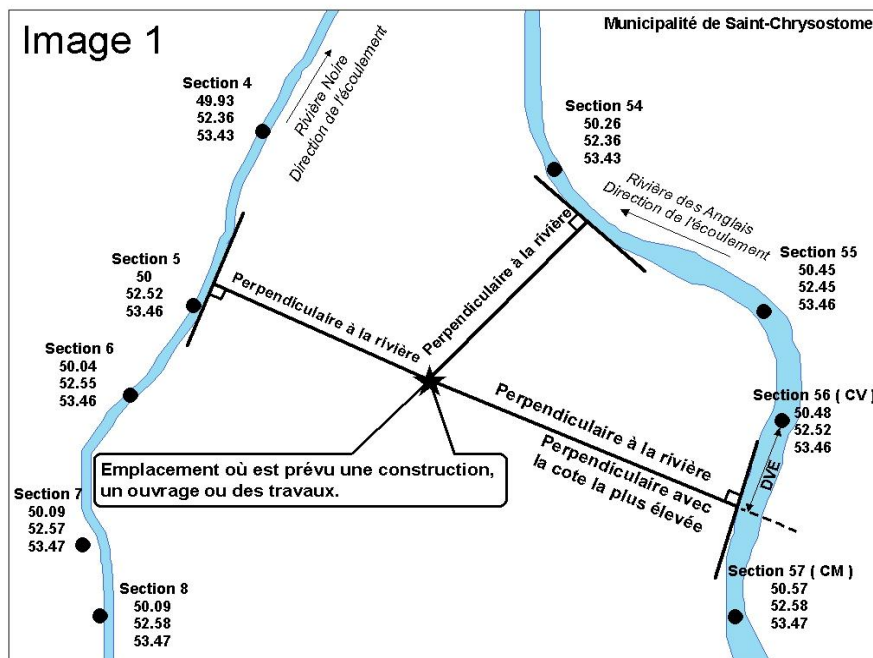 Image 1
Municipalité de Saint-Chrysostome
Section 4
49.93
52.36
53.43
Rivière Noire
Direction de l'écoulement
Section 54
50.26
52.36
53.43
Rivière des Anglais
Direction de l'écoulement
Section 5
50
52.52
53.46
Section 55
50.45
52.45
53.46
Perpendiculaire à la rivière
Perpendiculaire à la rivière
Section 6
50.04
52.55
53.46
Section 56 ( CV )
50.48
52.52
53.46
Perpendiculaire à la rivière
Perpendiculaire avec
la cote la plus élevée
DVE
Emplacement où est prévu une construction,
un ouvrage ou des travaux.
Section 7
50.09
52.57
53.47
Section 8
50.09
52.58
53.47
Section 57 ( CM )
50.57
52.58
53.47